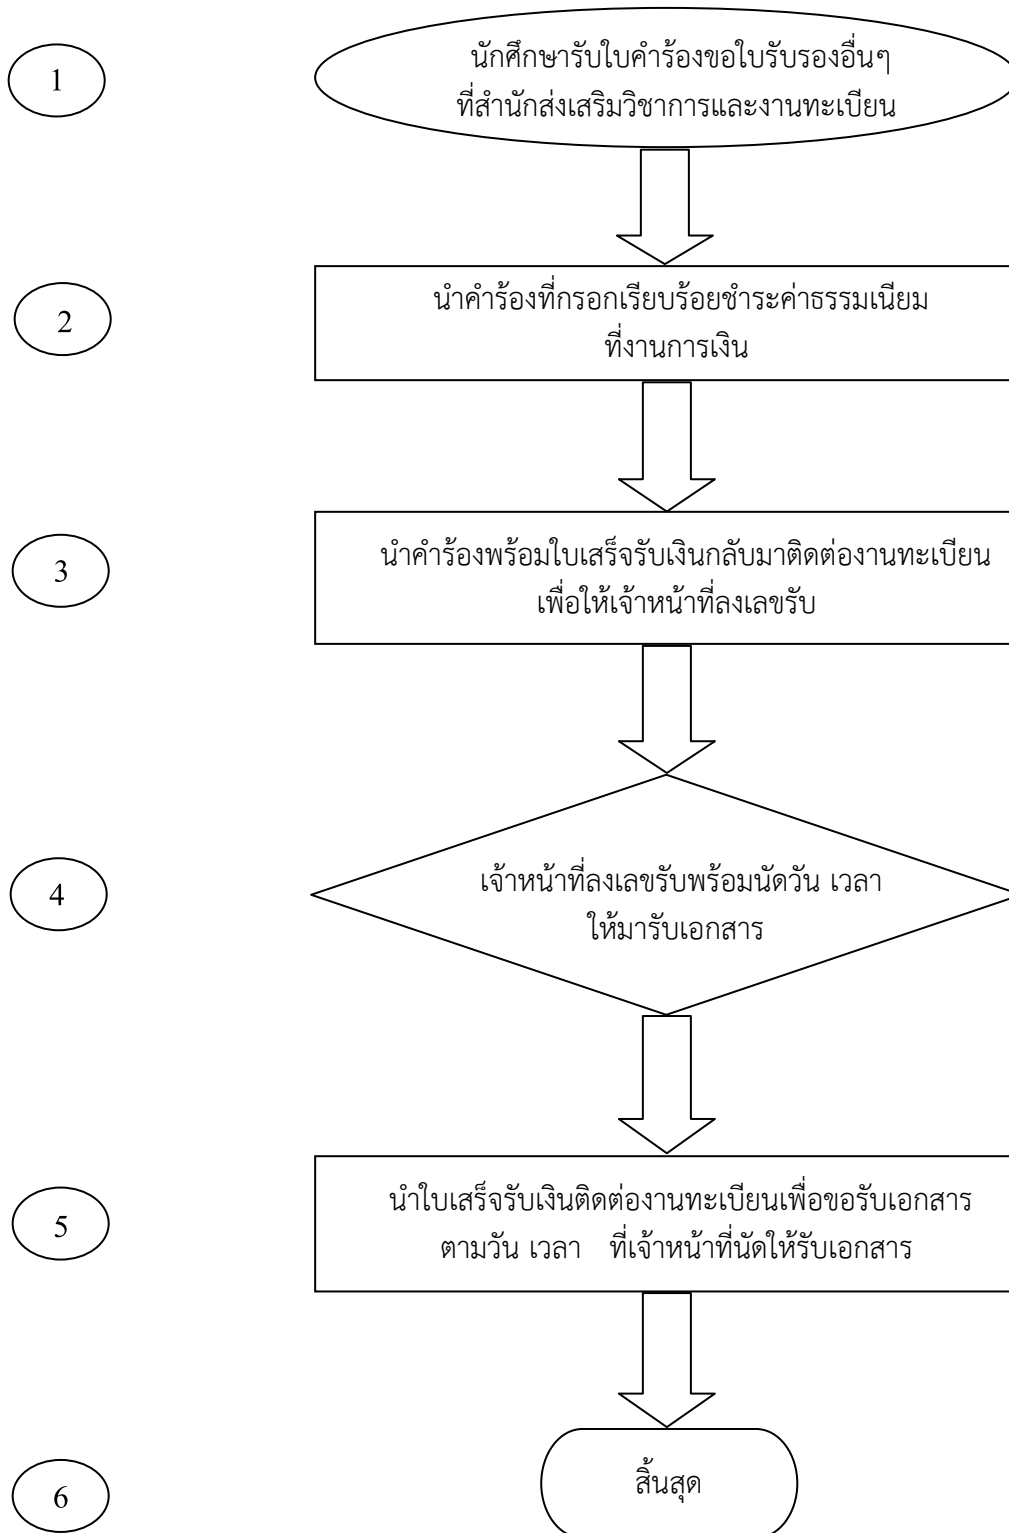 1
นักศึกษารับใบคำร้องขอใบรับรองอื่นๆ
ที่สำนักส่งเสริมวิชาการและงานทะเบียน
2
นำคำร้องที่กรอกเรียบร้อยชำระค่าธรรมเนียม
ที่งานการเงิน
3
นำคำร้องพร้อมใบเสร็จรับเงินกลับมาติดต่องานทะเบียน
เพื่อให้เจ้าหน้าที่ลงเลขรับ
4
เจ้าหน้าที่ลงเลขรับพร้อมนัดวัน เวลา
ให้มารับเอกสาร
5
นำใบเสร็จรับเงินติดต่องานทะเบียนเพื่อขอรับเอกสาร
ตามวัน เวลา ที่เจ้าหน้าที่นัดให้รับเอกสาร
6
สิ้นสุด